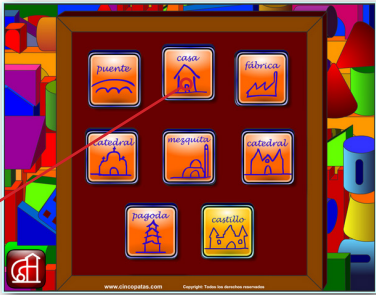 puente
casa
fábrica
catedral
mezquita
catedral
pagoda
castillo
www.cincopatas.com
Copyright: Todos los derechos reservados